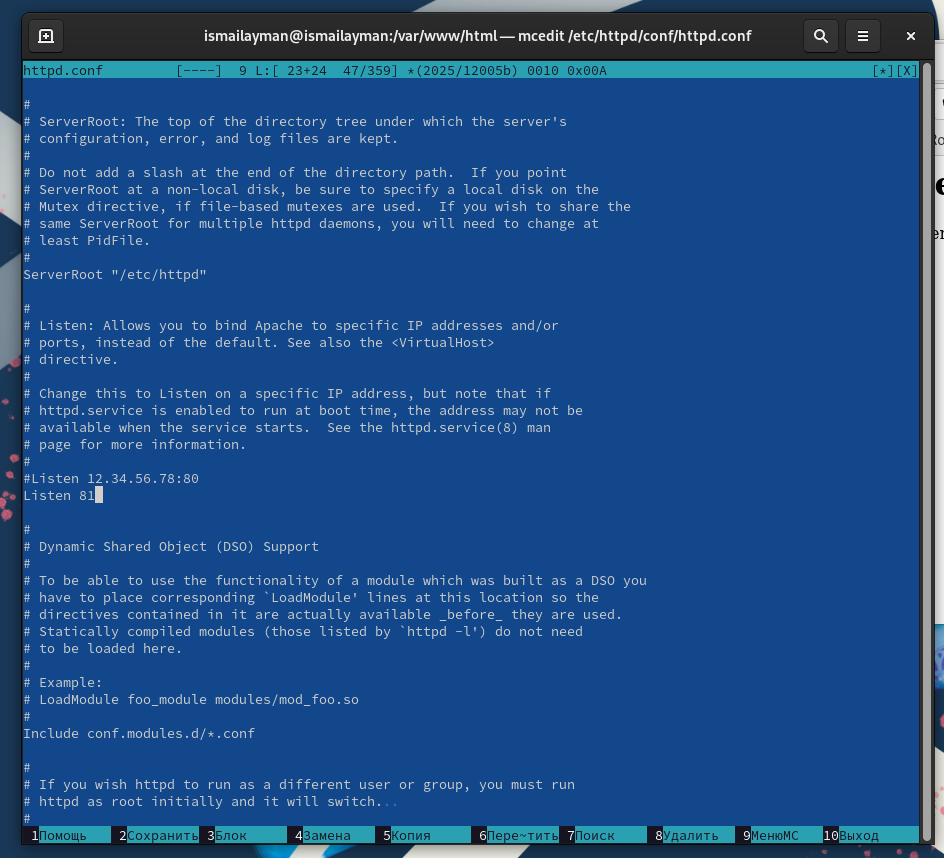 ismailayman@ismailayman:/var/www/html — mcedit /etc/httpd/conf/httpd.conf
httpd.conf         [----]  9 L:[ 23+24  47/359] *(2025/12005b) 0010 0x00A                                 [*][X]
#
# ServerRoot: The top of the directory tree under which the server's
# configuration, error, and log files are kept.
#
# Do not add a slash at the end of the directory path.  If you point
# ServerRoot at a non-local disk, be sure to specify a local disk on the
# Mutex directive, if file-based mutexes are used.  If you wish to share the
# same ServerRoot for multiple httpd daemons, you will need to change at
# least PidFile.
#
ServerRoot "/etc/httpd"
#
# Listen: Allows you to bind Apache to specific IP addresses and/or
# ports, instead of the default. See also the <VirtualHost>
# directive.
#
# Change this to Listen on a specific IP address, but note that if
# httpd.service is enabled to run at boot time, the address may not be
# available when the service starts.  See the httpd.service(8) man
# page for more information.
#
#Listen 12.34.56.78:80
Listen 81
#
# Dynamic Shared Object (DSO) Support
#
# To be able to use the functionality of a module which was built as a DSO you
# have to place corresponding `LoadModule' lines at this location so the
# directives contained in it are actually available _before_ they are used.
# Statically compiled modules (those listed by `httpd -l') do not need
# to be loaded here.
#
# Example:
# LoadModule foo_module modules/mod_foo.so
#
Include conf.modules.d/*.conf
#
# If you wish httpd to run as a different user or group, you must run
# httpd as root initially and it will switch...
#
1Помощь 2Сохранить 3Блок 4Замена 5Копия 6Пере~тить 7Поиск 8Удалить 9МенюМС 10Выход